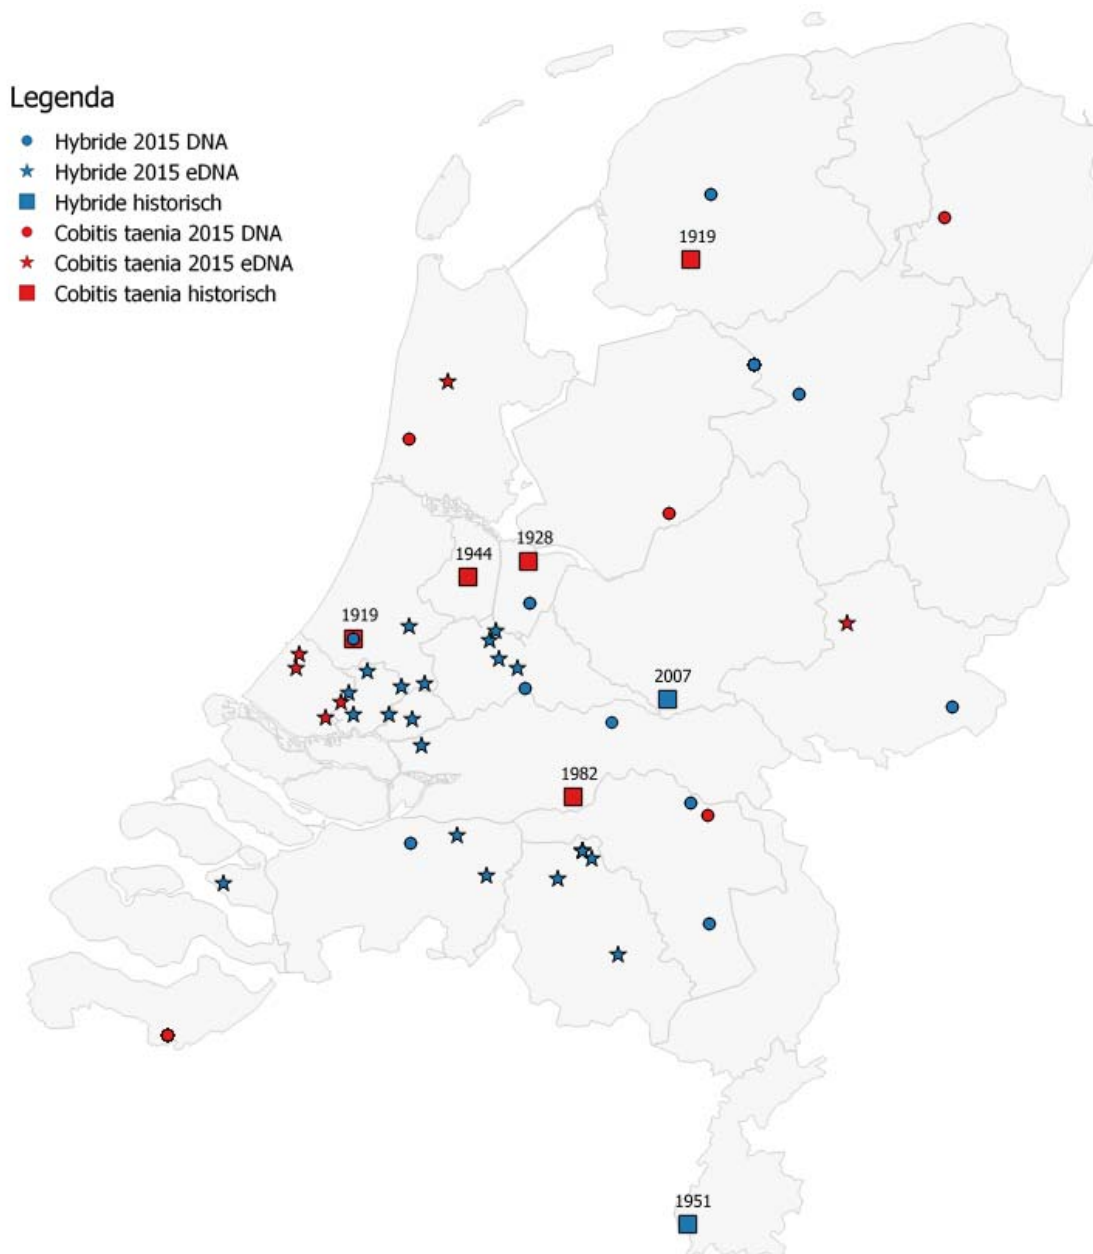 Legenda
Hybride 2015 DNA
Hybride 2015 eDNA
Hybride historisch
Cobitis taenia 2015 DNA
Cobitis taenia 2015 eDNA
Cobitis taenia historisch
1919
1928
1944
1919
2007
1982
1951